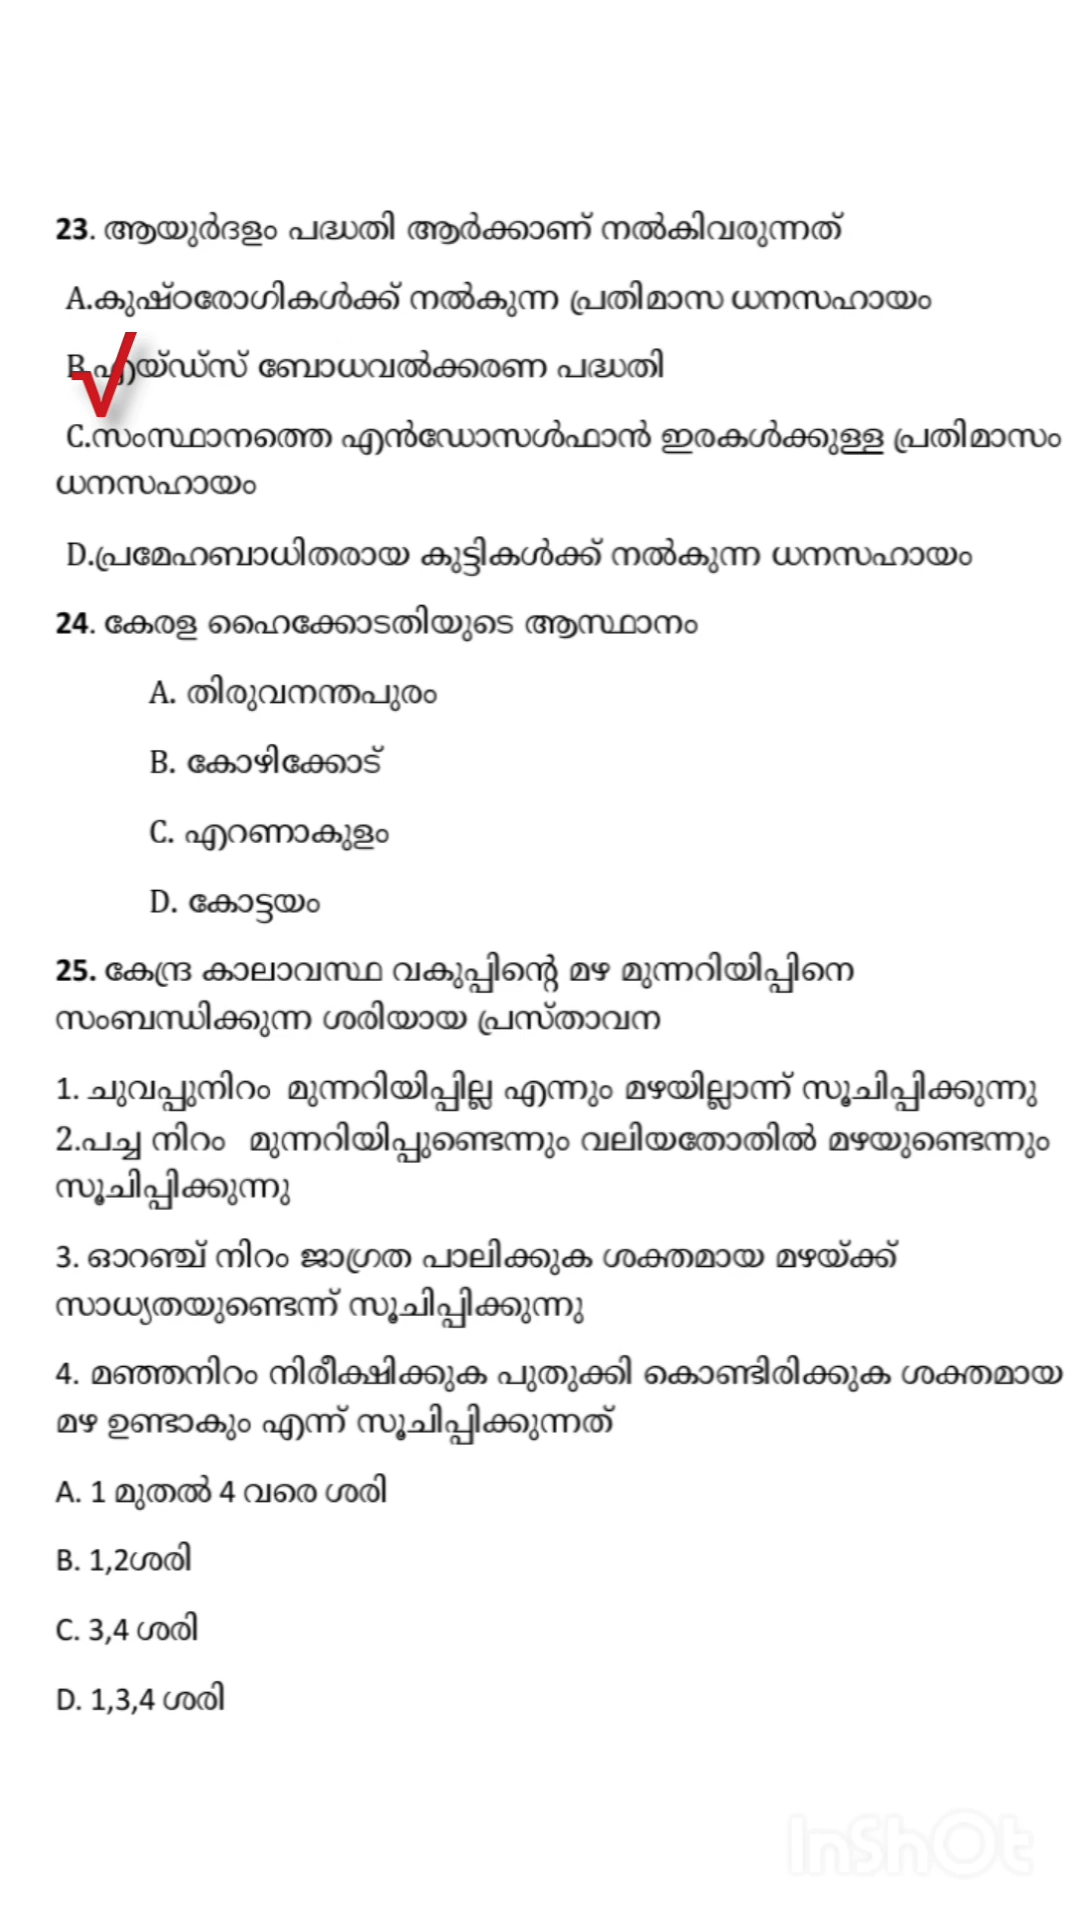 23. ആയുർദളം പദ്ധതി ആർക്കാണ് നൽകിവരുന്നത്
A.കുഷ്ഠരോഗികൾക്ക് നൽകുന്ന പ്രതിമാസ ധനസഹായം
B.എയ്ഡ്സ് ബോധവൽക്കരണ പദ്ധതി
C.സംസ്ഥാനത്തെ എൻഡോസൾഫാൻ ഇരകൾക്കുള്ള പ്രതിമാസം
ധനസഹായം
D.പ്രമേഹബാധിതരായ കുട്ടികൾക്ക് നൽകുന്ന ധനസഹായം
24. കേരള ഹൈക്കോടതിയുടെ ആസ്ഥാനം
A. തിരുവനന്തപുരം
B. കോഴിക്കോട്
C. എറണാകുളം
D. കോട്ടയം
25. കേന്ദ്ര കാലാവസ്ഥ വകുപ്പിന്റെ മഴ മുന്നറിയിപ്പിനെ
സംബന്ധിക്കുന്ന ശരിയായ പ്രസ്താവന
1. ചുവപ്പുനിറം മുന്നറിയിപ്പില്ല എന്നും മഴയില്ലാന്ന് സൂചിപ്പിക്കുന്നു
2.പച്ച നിറം മുന്നറിയിപ്പുണ്ടെന്നും വലിയതോതിൽ മഴയുണ്ടെന്നും
സൂചിപ്പിക്കുന്നു
3. ഓറഞ്ച് നിറം ജാഗ്രത പാലിക്കുക ശക്തമായ മഴയ്ക്ക്
സാധ്യതയുണ്ടെന്ന് സൂചിപ്പിക്കുന്നു
4. മഞ്ഞനിറം നിരീക്ഷിക്കുക പുതുക്കി കൊണ്ടിരിക്കുക ശക്തമായ
മഴ ഉണ്ടാകും എന്ന് സൂചിപ്പിക്കുന്നത്
A. 1 മുതൽ 4 വരെ ശരി
B. 1,2ശരി
C. 3,4 ശരി
D. 1,3,4 ശരി
InShOt